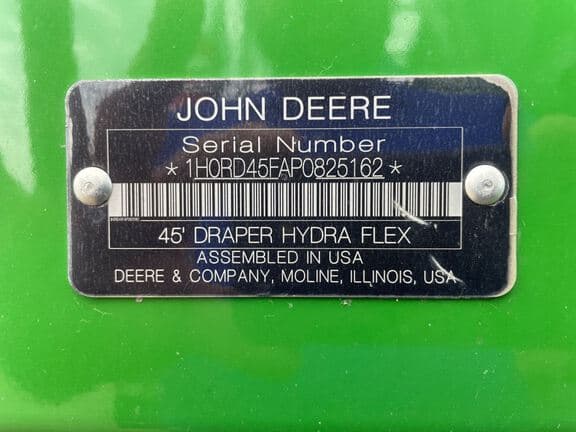 JOHN DEERE
Serial Number
*1H0RD45FAP0825162*
45' DRAPER HYDRA FLEX
ASSEMBLED IN USA
DEERE & COMPANY, MOLINE, ILLINOIS, USA